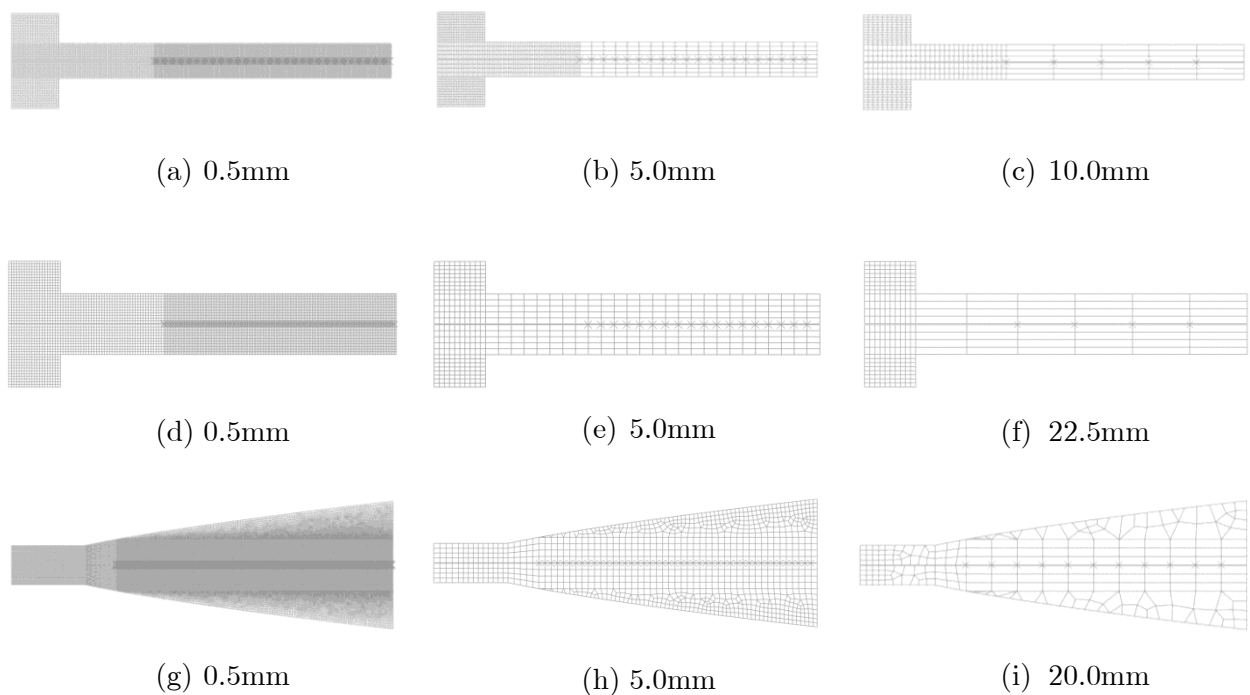 (a) 0.5mm
(b) 5.0mm
(c) 10.0mm
(d) 0.5mm
(e) 5.0mm
(f) 22.5mm
(g) 0.5mm
(h) 5.0mm
(i) 20.0mm